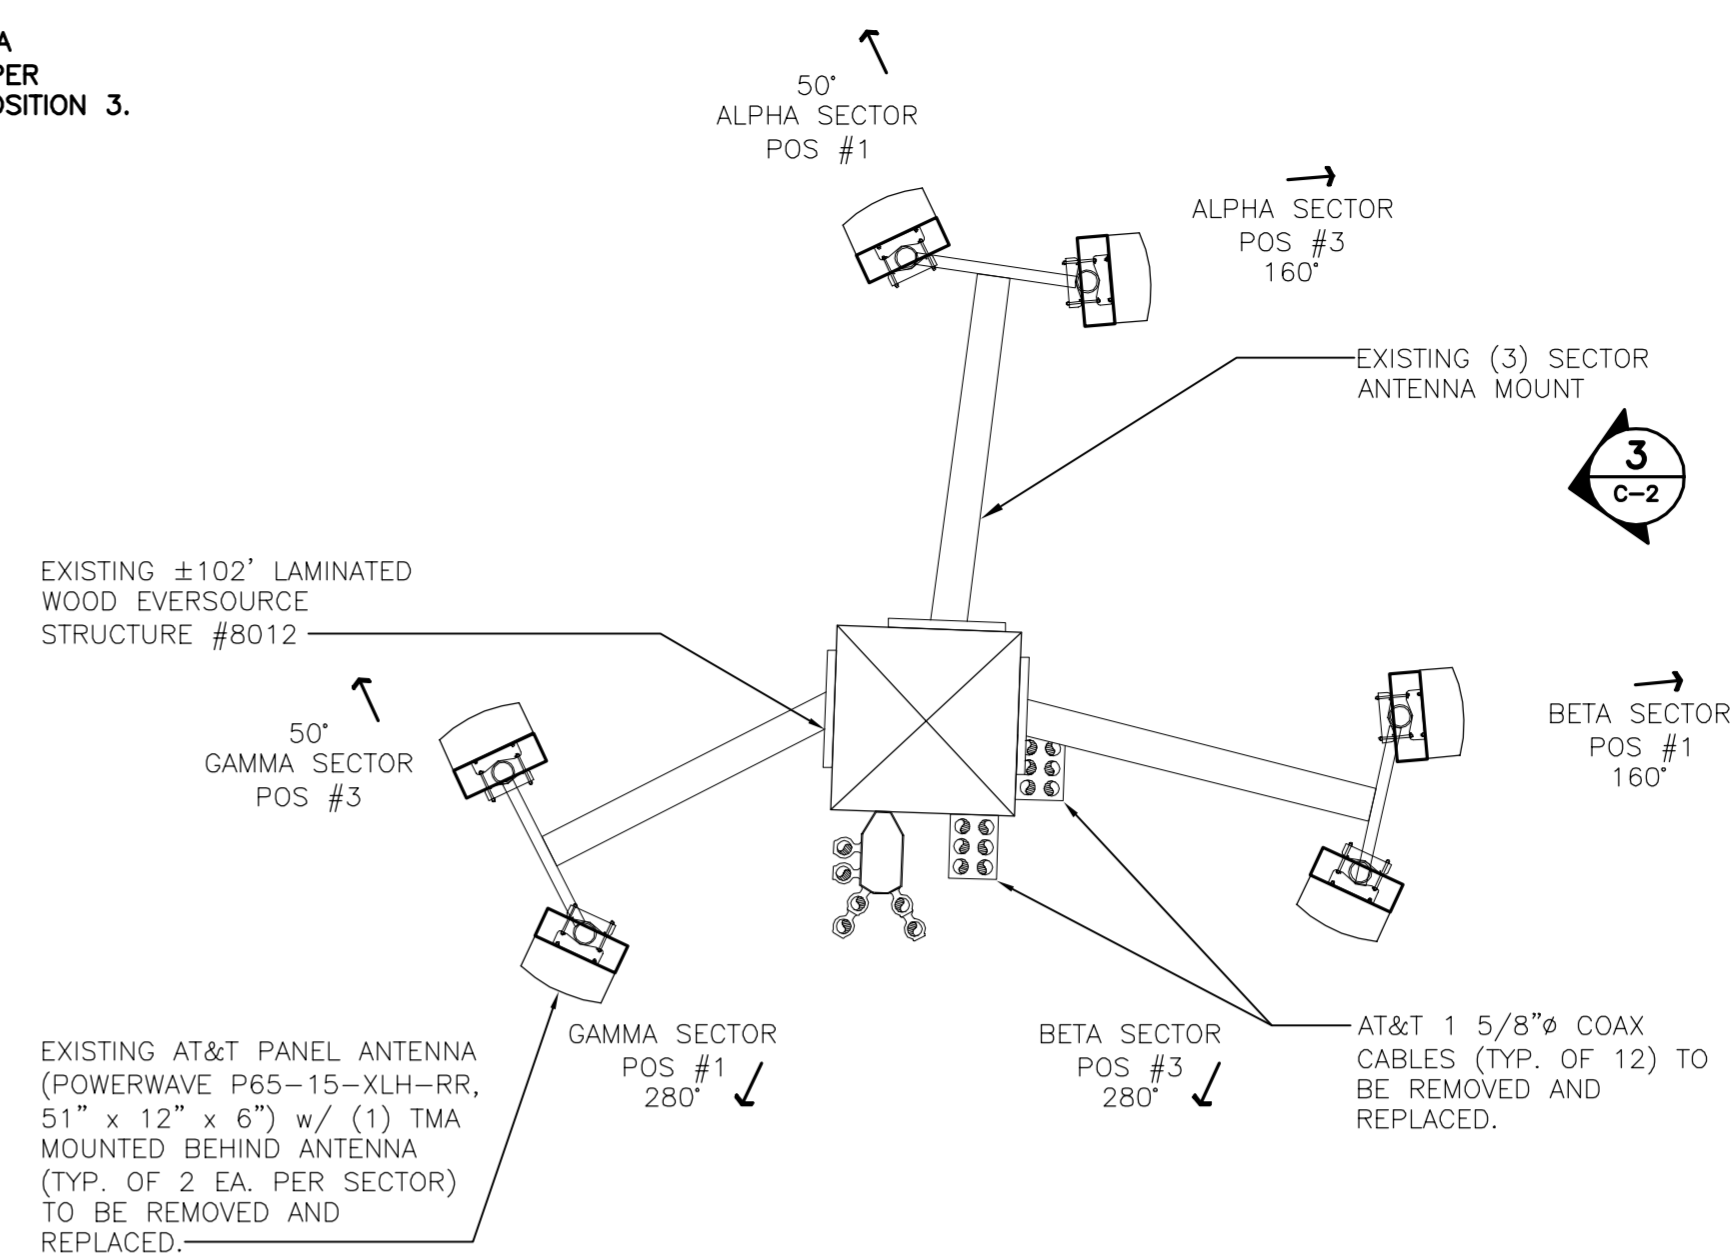 PER
OSITION 3.
50°
ALPHA SECTOR
POS #1
ALPHA SECTOR
POS #3
160°
EXISTING (3) SECTOR
ANTENNA MOUNT
3
C-2
EXISTING ±102' LAMINATED
WOOD EVERSOURCE
STRUCTURE #8012
50°
GAMMA SECTOR
POS #3
BETA SECTOR
POS #1
160°
GAMMA SECTOR
POS #1
280°
BETA SECTOR
POS #3
280°
AT&T 1 5/8"ø COAX
CABLES (TYP. OF 12) TO
BE REMOVED AND
REPLACED.
EXISTING AT&T PANEL ANTENNA
(POWERWAVE P65-15-XLH-RR,
51" x 12" x 6") w/ (1) TMA
MOUNTED BEHIND ANTENNA
(TYP. OF 2 EA. PER SECTOR)
TO BE REMOVED AND
REPLACED.